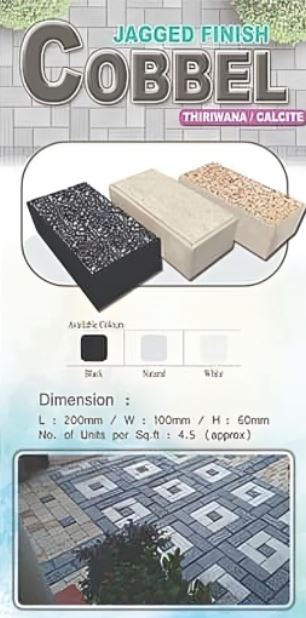 JAGGED FINISH
COBBEL
THIRIWANA / CALCITE
Available Colours
Black Natural White
Dimension :
L : 200mm / W : 100mm / H : 60mm
No. of Units per Sq.ft : 4.5 (approx)